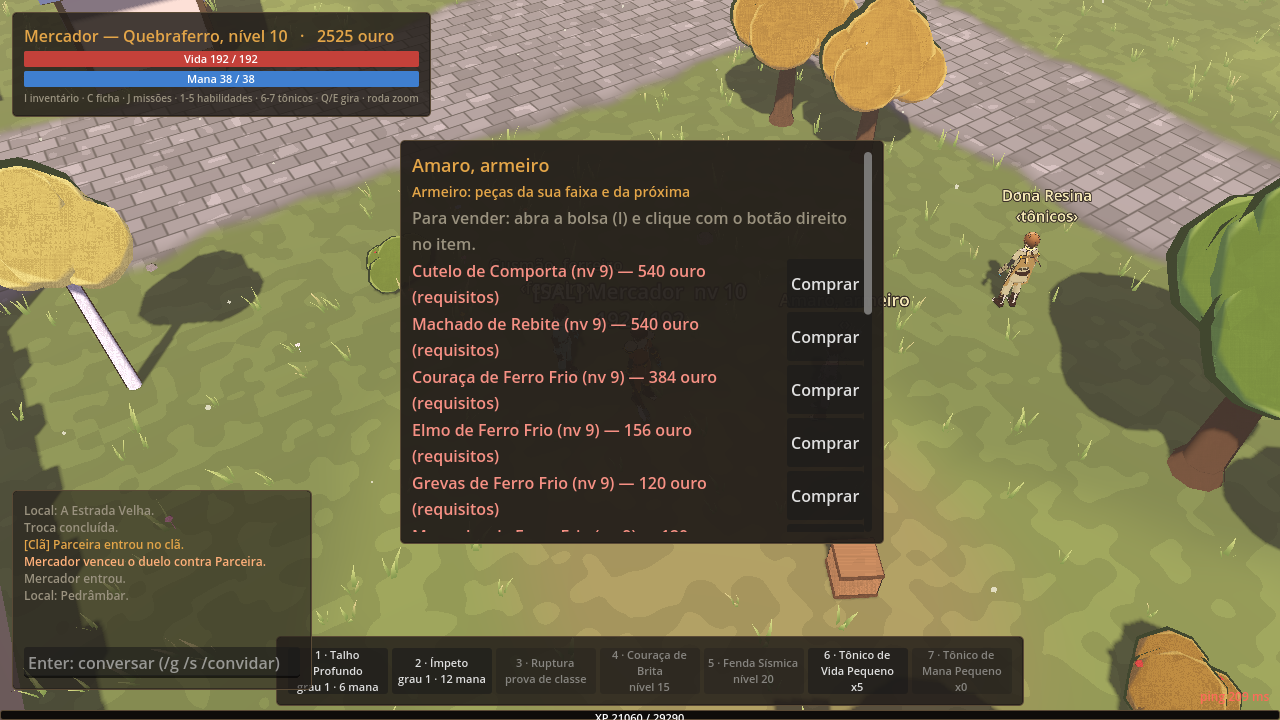 Mercador — Quebraferro, nível 10 · 2525 ouro
Vida 192 / 192
Mana 38 / 38
I inventário · C ficha · J missões · 1-5 habilidades · 6-7 tônicos · Q/E gira · roda zoom
Amaro, armeiro
Armeiro: peças da sua faixa e da próxima
Para vender: abra a bolsa (I) e clique com o botão direito
no item.
Cutelo de Comporta (nv 9) — 540 ouro
(requisitos)
Comprar
[SAL] Mercador nv 10
Machado de Rebite (nv 9) — 540 ouro
(requisitos)
Comprar
Couraça de Ferro Frio (nv 9) — 384 ouro
(requisitos)
Comprar
Elmo de Ferro Frio (nv 9) — 156 ouro
(requisitos)
Comprar
Grevas de Ferro Frio (nv 9) — 120 ouro
(requisitos)
Comprar
Dona Resina
‹tônicos›
Local: A Estrada Velha.
Troca concluída.
[Clã] Parceira entrou no clã.
Mercador venceu o duelo contra Parceira.
Mercador entrou.
Local: Pedrâmbar.
Enter: conversar (/g /s /convidar)
1 · Talho
Profundo
grau 1 · 6 mana
2 · Ímpeto
grau 1 · 12 mana
3 · Ruptura
prova de classe
4 · Couraça de
Brita
nível 15
5 · Fenda Sísmica
nível 20
6 · Tônico de
Vida Pequeno
x5
7 · Tônico de
Mana Pequeno
x0
XP 21060 / 29290